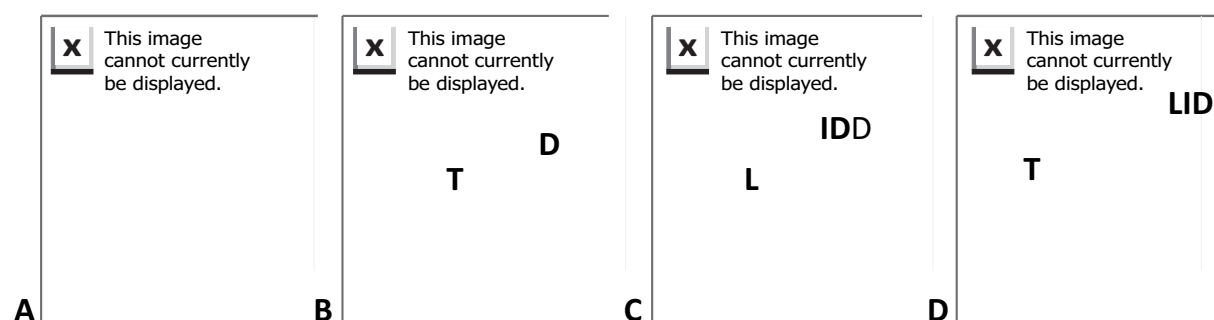 x This image
cannot currently
be displayed.
x This image
cannot currently
be displayed.
x This image
cannot currently
be displayed.
x This image
cannot currently
be displayed.
LID
IDD
D
T
L
T
A
B
C
D